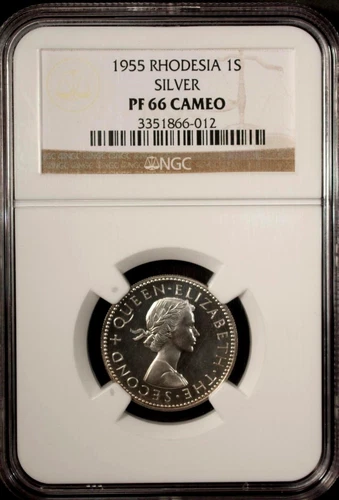 1955 RHODESIA 1S
SILVER
PF 66 CAMEO
3351866-012
NGC
+QUEEN·ELIZABETH·THE·SECOND